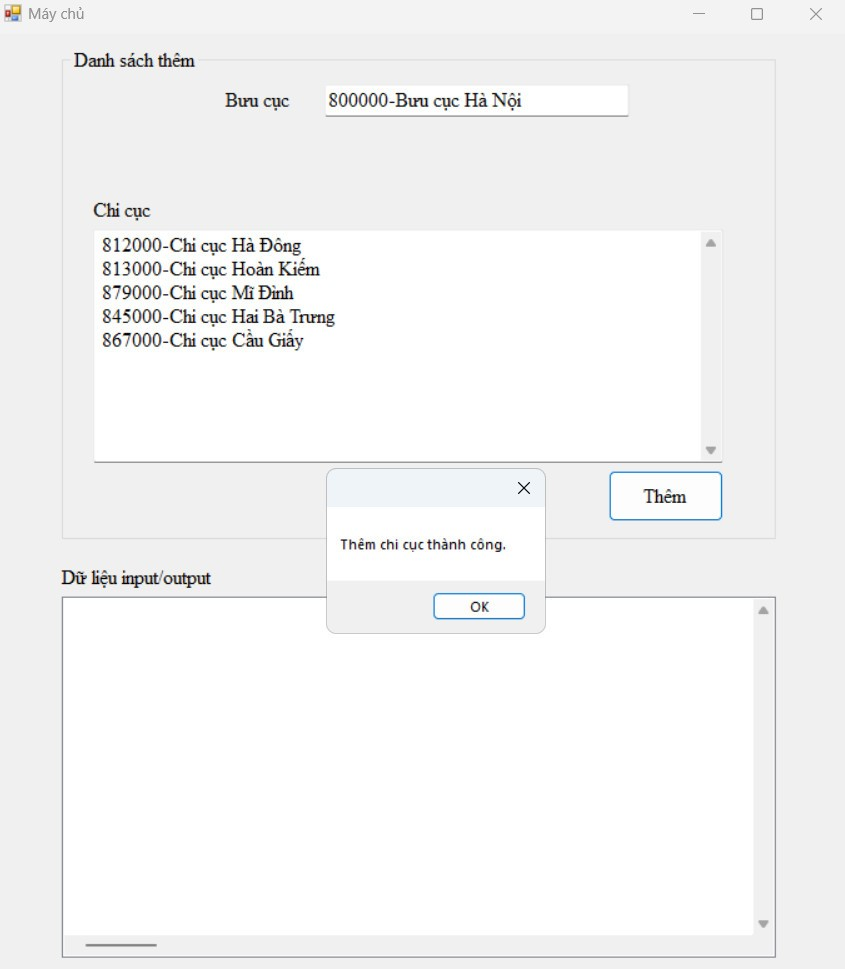 Máy chủ
Danh sách thêm
Bưu cục
800000-Bưu cục Hà Nội
Chi cục
812000-Chi cục Hà Đông
813000-Chi cục Hoàn Kiếm
879000-Chi cục Mĩ Đình
845000-Chi cục Hai Bà Trưng
867000-Chi cục Cầu Giấy
Thêm
Thêm chi cục thành công.
OK
Dữ liệu input/output